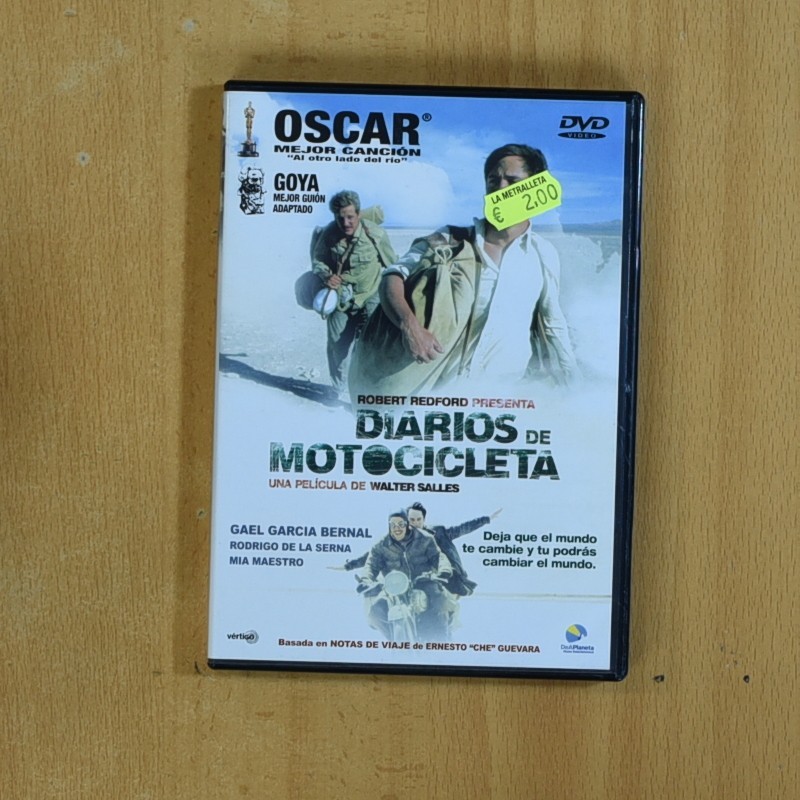 OSCAR®
MEJOR CANCIÓN
"Al otro lado del río"
DVD
VIDEO
GOYA
MEJOR GUIÓN
ADAPTADO
LA METRALLETA
€ 2,00
ROBERT REDFORD PRESENTA
DIARIOS DE
MOTOCICLETA
UNA PELÍCULA DE WALTER SALLES
GAEL GARCIA BERNAL
RODRIGO DE LA SERNA
MIA MAESTRO
Deja que el mundo
te cambie y tu podrás
cambiar el mundo.
vértigo
Basada en NOTAS DE VIAJE de ERNESTO "CHE" GUEVARA
DeAPlaneta